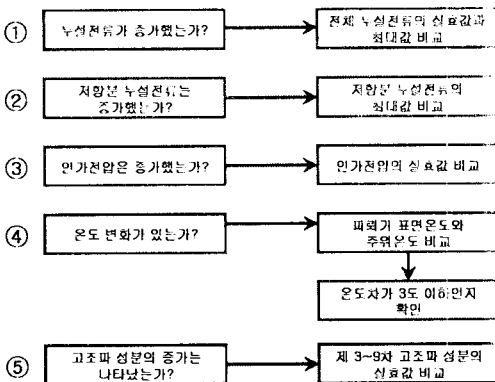 ① 누설전류가 증가했는가?
전체 누설전류의 실효값과
최대값 비교
② 저항분 누설전류는
증가했는가?
저항분 누설전류의
최대값 비교
③ 인가전압은 증가했는가?
인가전압의 실효값 비교
④ 온도 변화가 있는가?
피뢰기 표면온도와
주위온도 비교
온도차가 3도 이하인지
확인
⑤ 고조파 성분의 증가는
나타났는가?
제 3~9차 고조파 성분의
실효값 비교